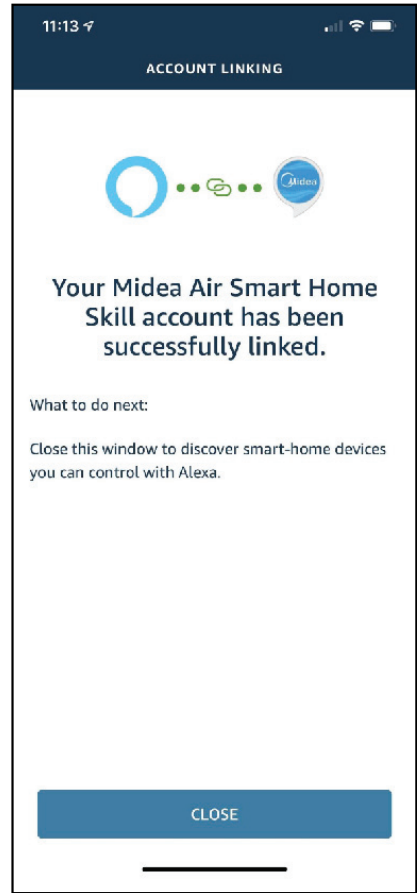 11:13
ACCOUNT LINKING
Midea
Your Midea Air Smart Home
Skill account has been
successfully linked.
What to do next:
Close this window to discover smart-home devices
you can control with Alexa.
CLOSE